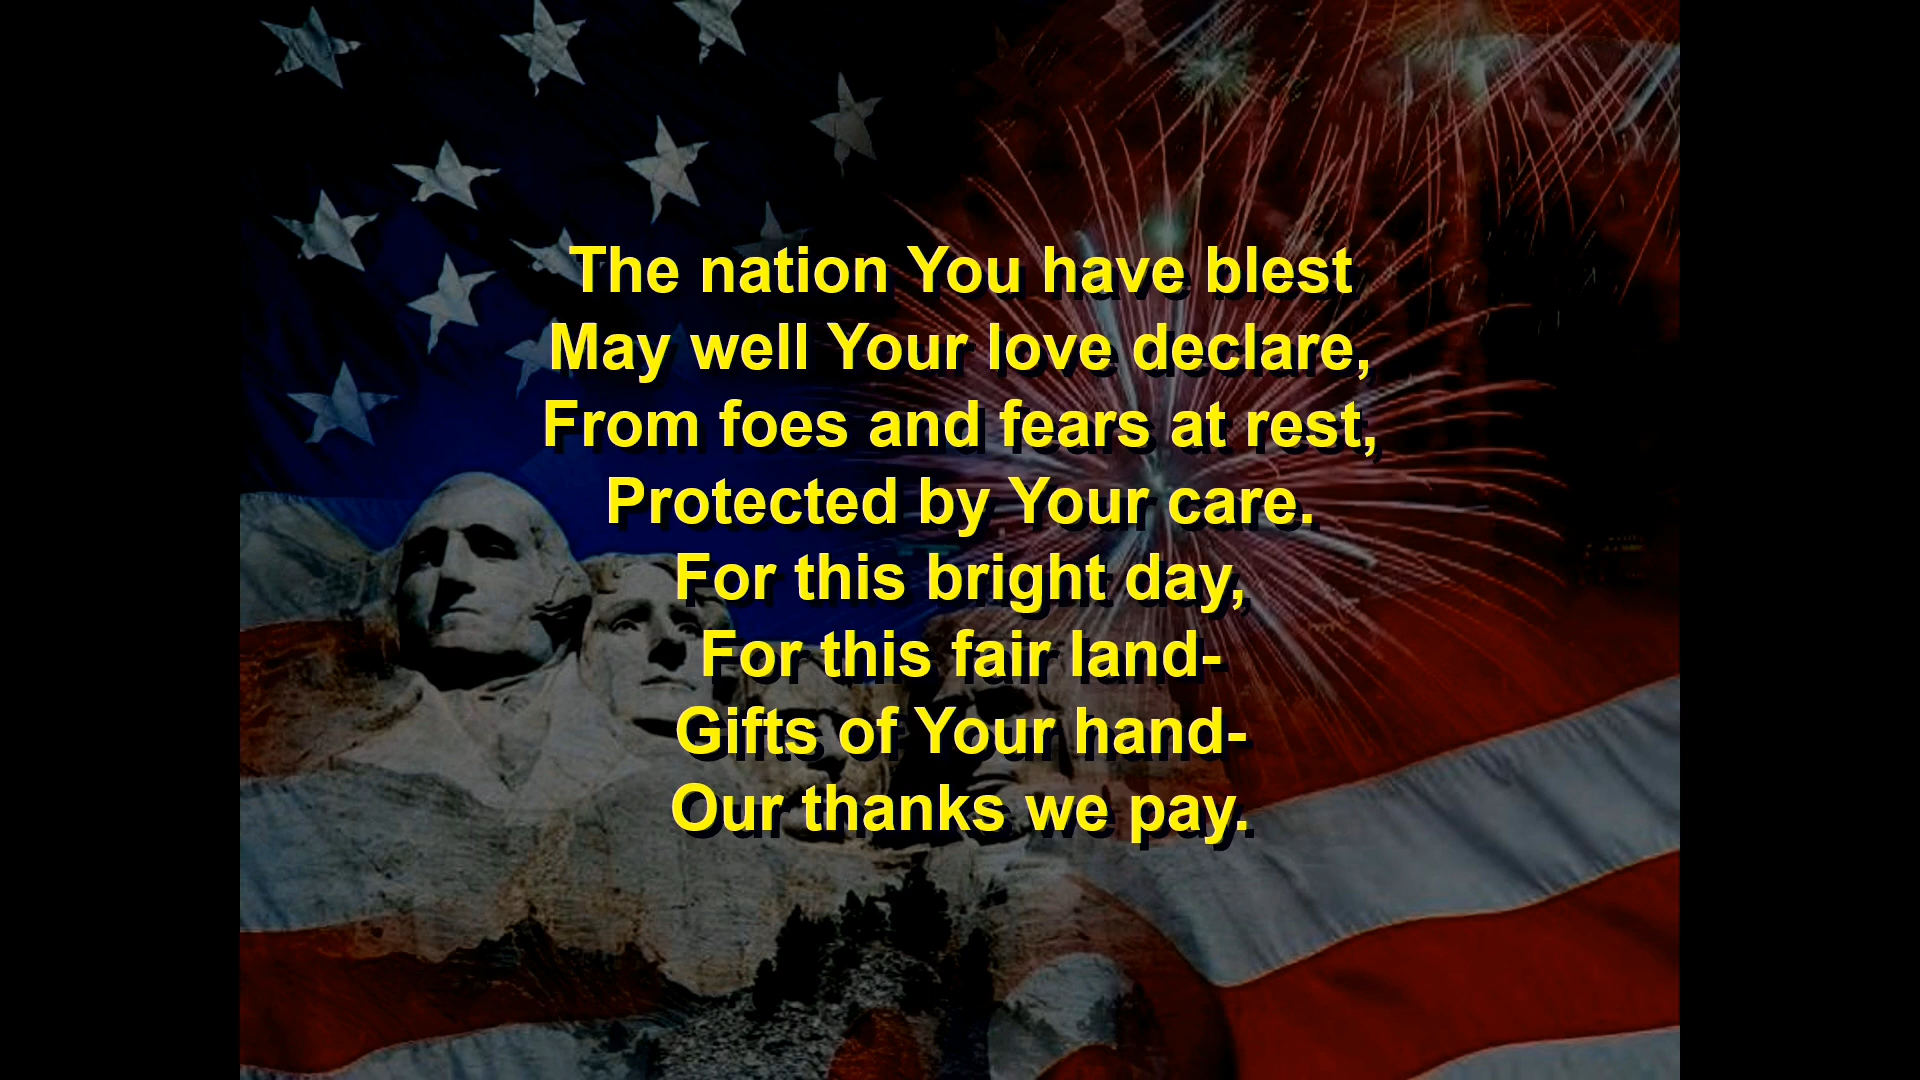 The nation You have blest
May well Your love declare,
From foes and fears at rest,
Protected by Your care.
For this bright day,
For this fair land-
Gifts of Your hand-
Our thanks we pay.